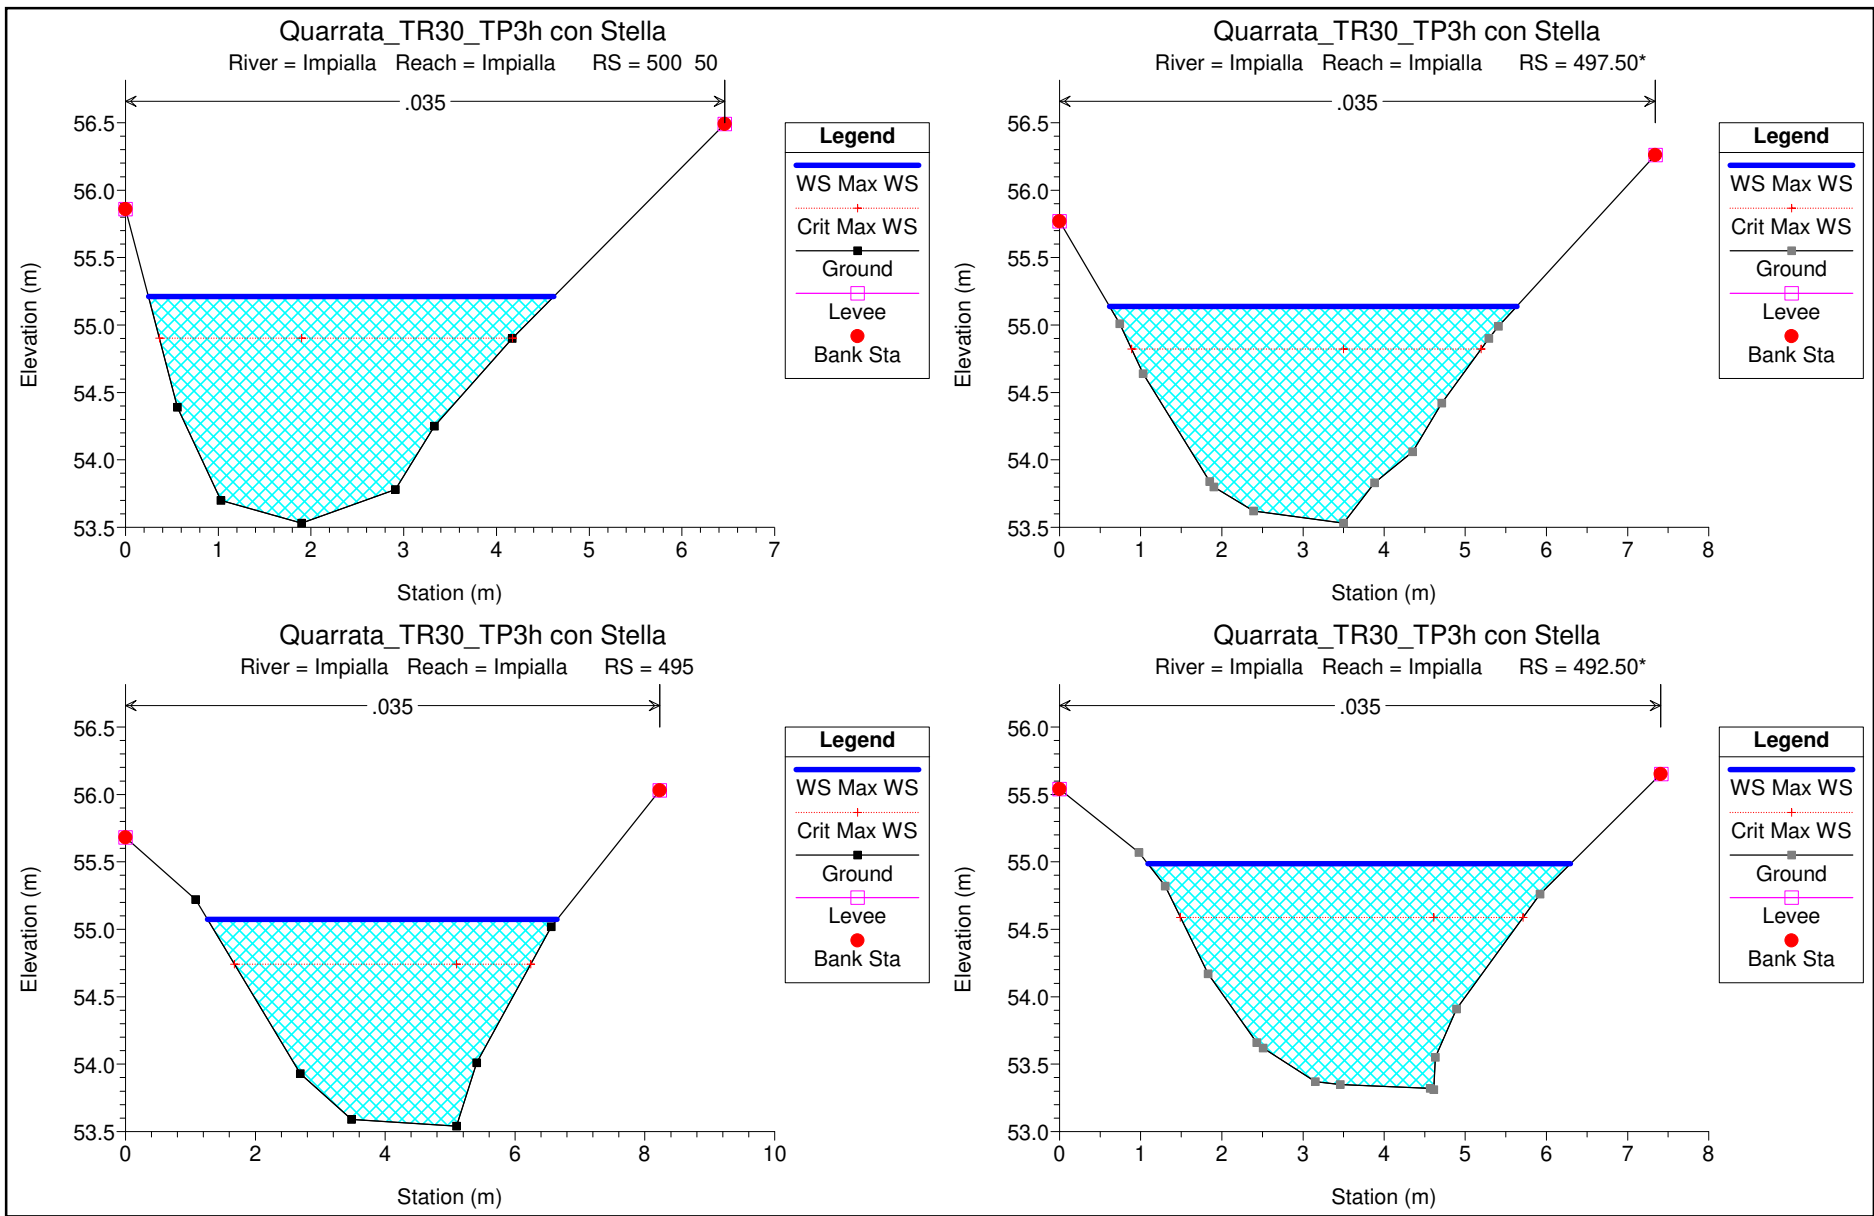 Quarrata_TR30_TP3h con Stella
River = Impialla Reach = Impialla RS = 500 50
.035
56.5
56.0
55.5
55.0
54.5
54.0
53.5
Elevation (m)
0 1 2 3 4 5 6 7
Station (m)
Legend
WS Max WS
Crit Max WS
Ground
Levee
Bank Sta
Quarrata_TR30_TP3h con Stella
River = Impialla Reach = Impialla RS = 497.50*
.035
56.5
56.0
55.5
55.0
54.5
54.0
53.5
Elevation (m)
0 1 2 3 4 5 6 7 8
Station (m)
Legend
WS Max WS
Crit Max WS
Ground
Levee
Bank Sta
Quarrata_TR30_TP3h con Stella
River = Impialla Reach = Impialla RS = 495
.035
56.5
56.0
55.5
55.0
54.5
54.0
53.5
Elevation (m)
0 2 4 6 8 10
Station (m)
Legend
WS Max WS
Crit Max WS
Ground
Levee
Bank Sta
Quarrata_TR30_TP3h con Stella
River = Impialla Reach = Impialla RS = 492.50*
.035
56.0
55.5
55.0
54.5
54.0
53.5
53.0
Elevation (m)
0 1 2 3 4 5 6 7 8
Station (m)
Legend
WS Max WS
Crit Max WS
Ground
Levee
Bank Sta